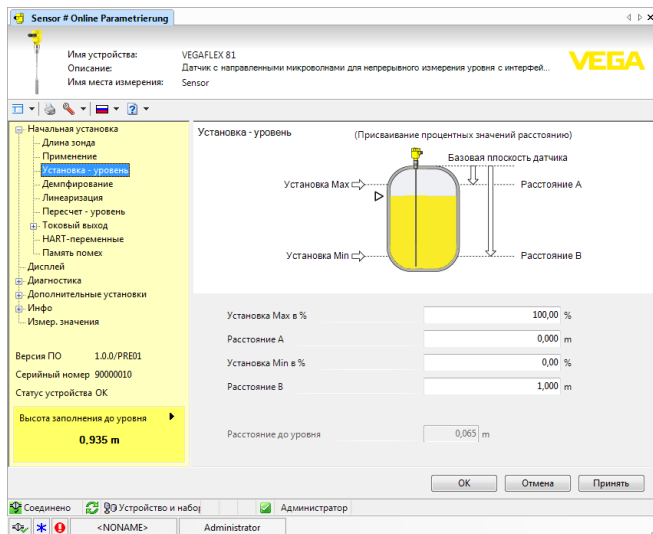 Sensor # Online Parametrierung
Имя устройства: VEGAFLEX 81
Описание: Датчик с направленными микроволнами для непрерывного измерения уровня с интерфей...
Имя места измерения: Sensor
VEGA
Начальная установка
Длина зонда
Применение
Установка - уровень
Демпфирование
Линеаризация
Пересчет - уровень
Токовый выход
HART-переменные
Память помех
Дисплей
Диагностика
Дополнительные установки
Инфо
Измер. значения
Версия ПО 1.0.0/PRE01
Серийный номер 90000010
Статус устройства OK
Высота заполнения до уровня
0,935 m
Установка - уровень
(Присваивание процентных значений расстоянию)
Базовая плоскость датчика
Установка Max
Расстояние A
Установка Min
Расстояние B
Установка Max в % 100,00 %
Расстояние A 0,000 m
Установка Min в % 0,00 %
Расстояние B 1,000 m
Расстояние до уровня 0,065 m
OK Отмена Принять
Соединено Устройство и набор Администратор
<NONAME> Administrator